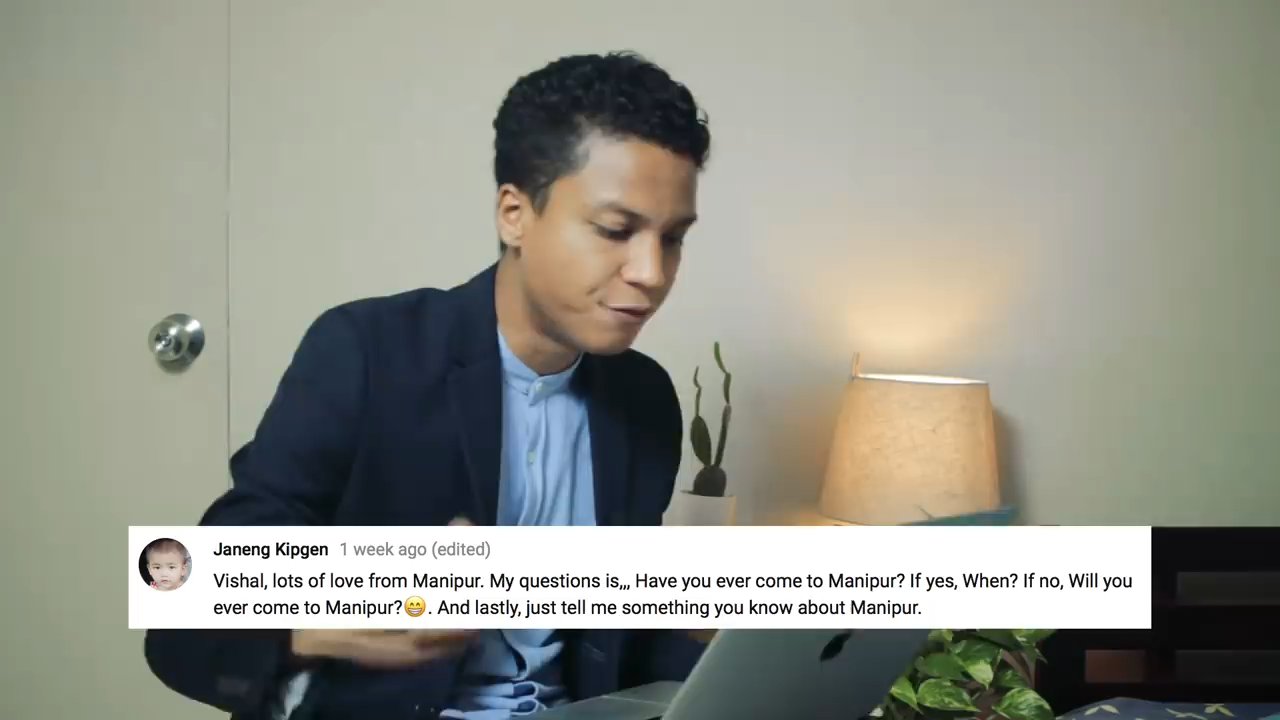 Janeng Kipgen 1 week ago (edited)
Vishal, lots of love from Manipur. My questions is,,, Have you ever come to Manipur? If yes, When? If no, Will you
ever come to Manipur?😁. And lastly, just tell me something you know about Manipur.